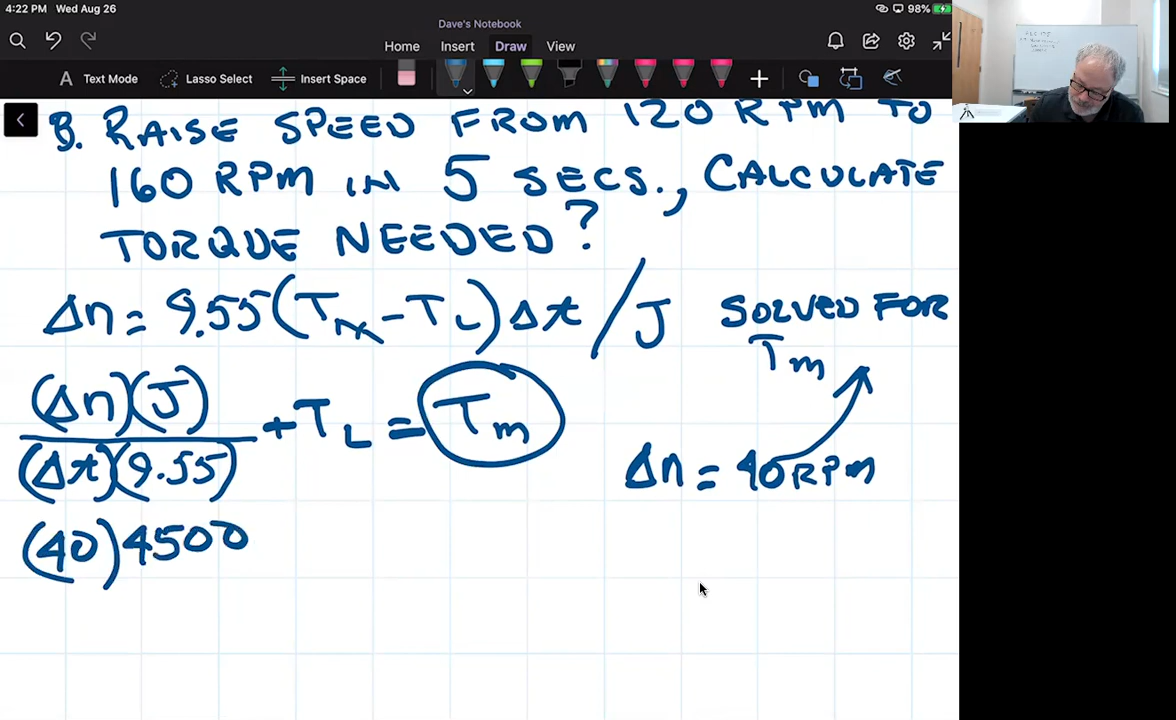 4:22 PM Wed Aug 26
98%
Dave's Notebook
Home Insert Draw View
Text Mode Lasso Select Insert Space
B. RAISE SPEED FROM 120 RPM TO
160 RPM IN 5 SECS., CALCULATE
TORQUE NEEDED?
Δn = 9.55(Tm - TL)Δt / J
SOLVED FOR
Tm
(Δn)(J)
+ TL = Tm
(Δt)(9.55)
Δn = 40 RPM
(40)4500